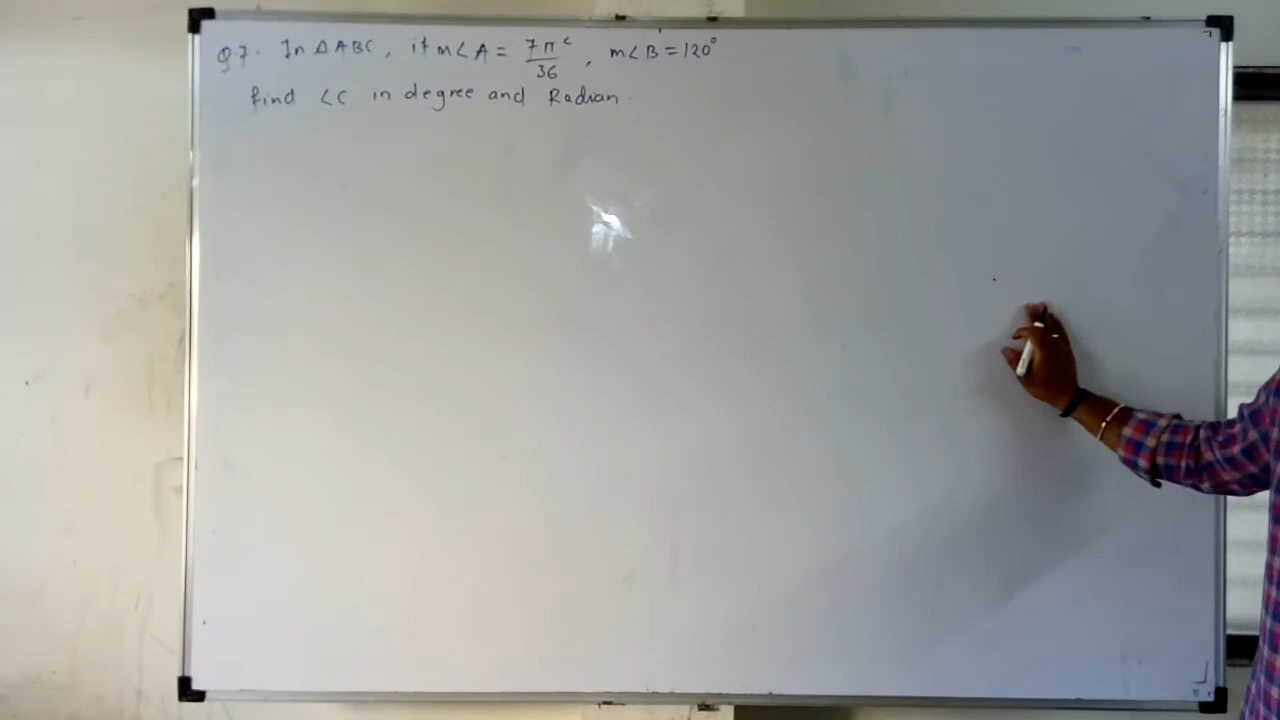 Q7. In △ABC, if m∠A = 7π^c/36, m∠B = 120°
find ∠C in degree and Radian.